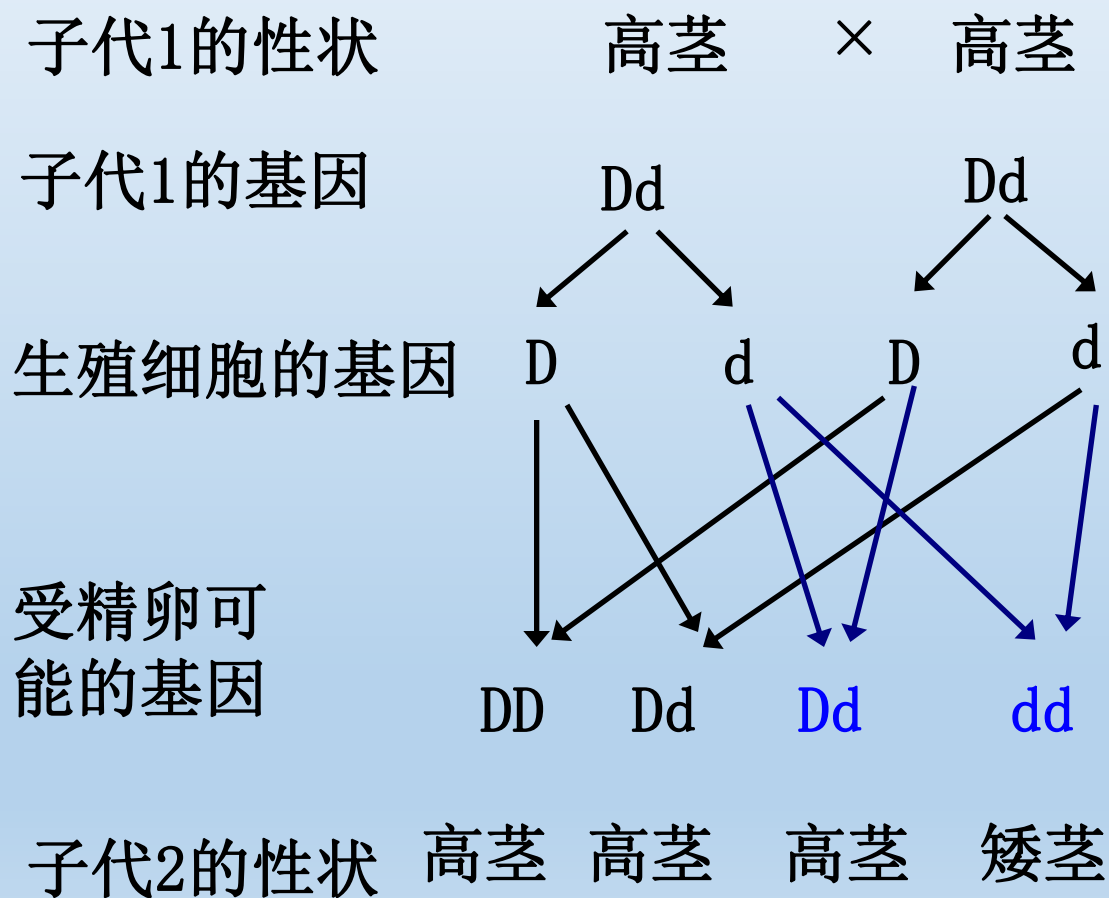 子代1的性状 高茎 × 高茎
子代1的基因 Dd Dd
生殖细胞的基因 D d D d
受精卵可
能的基因 DD Dd Dd dd
子代2的性状 高茎 高茎 高茎 矮茎